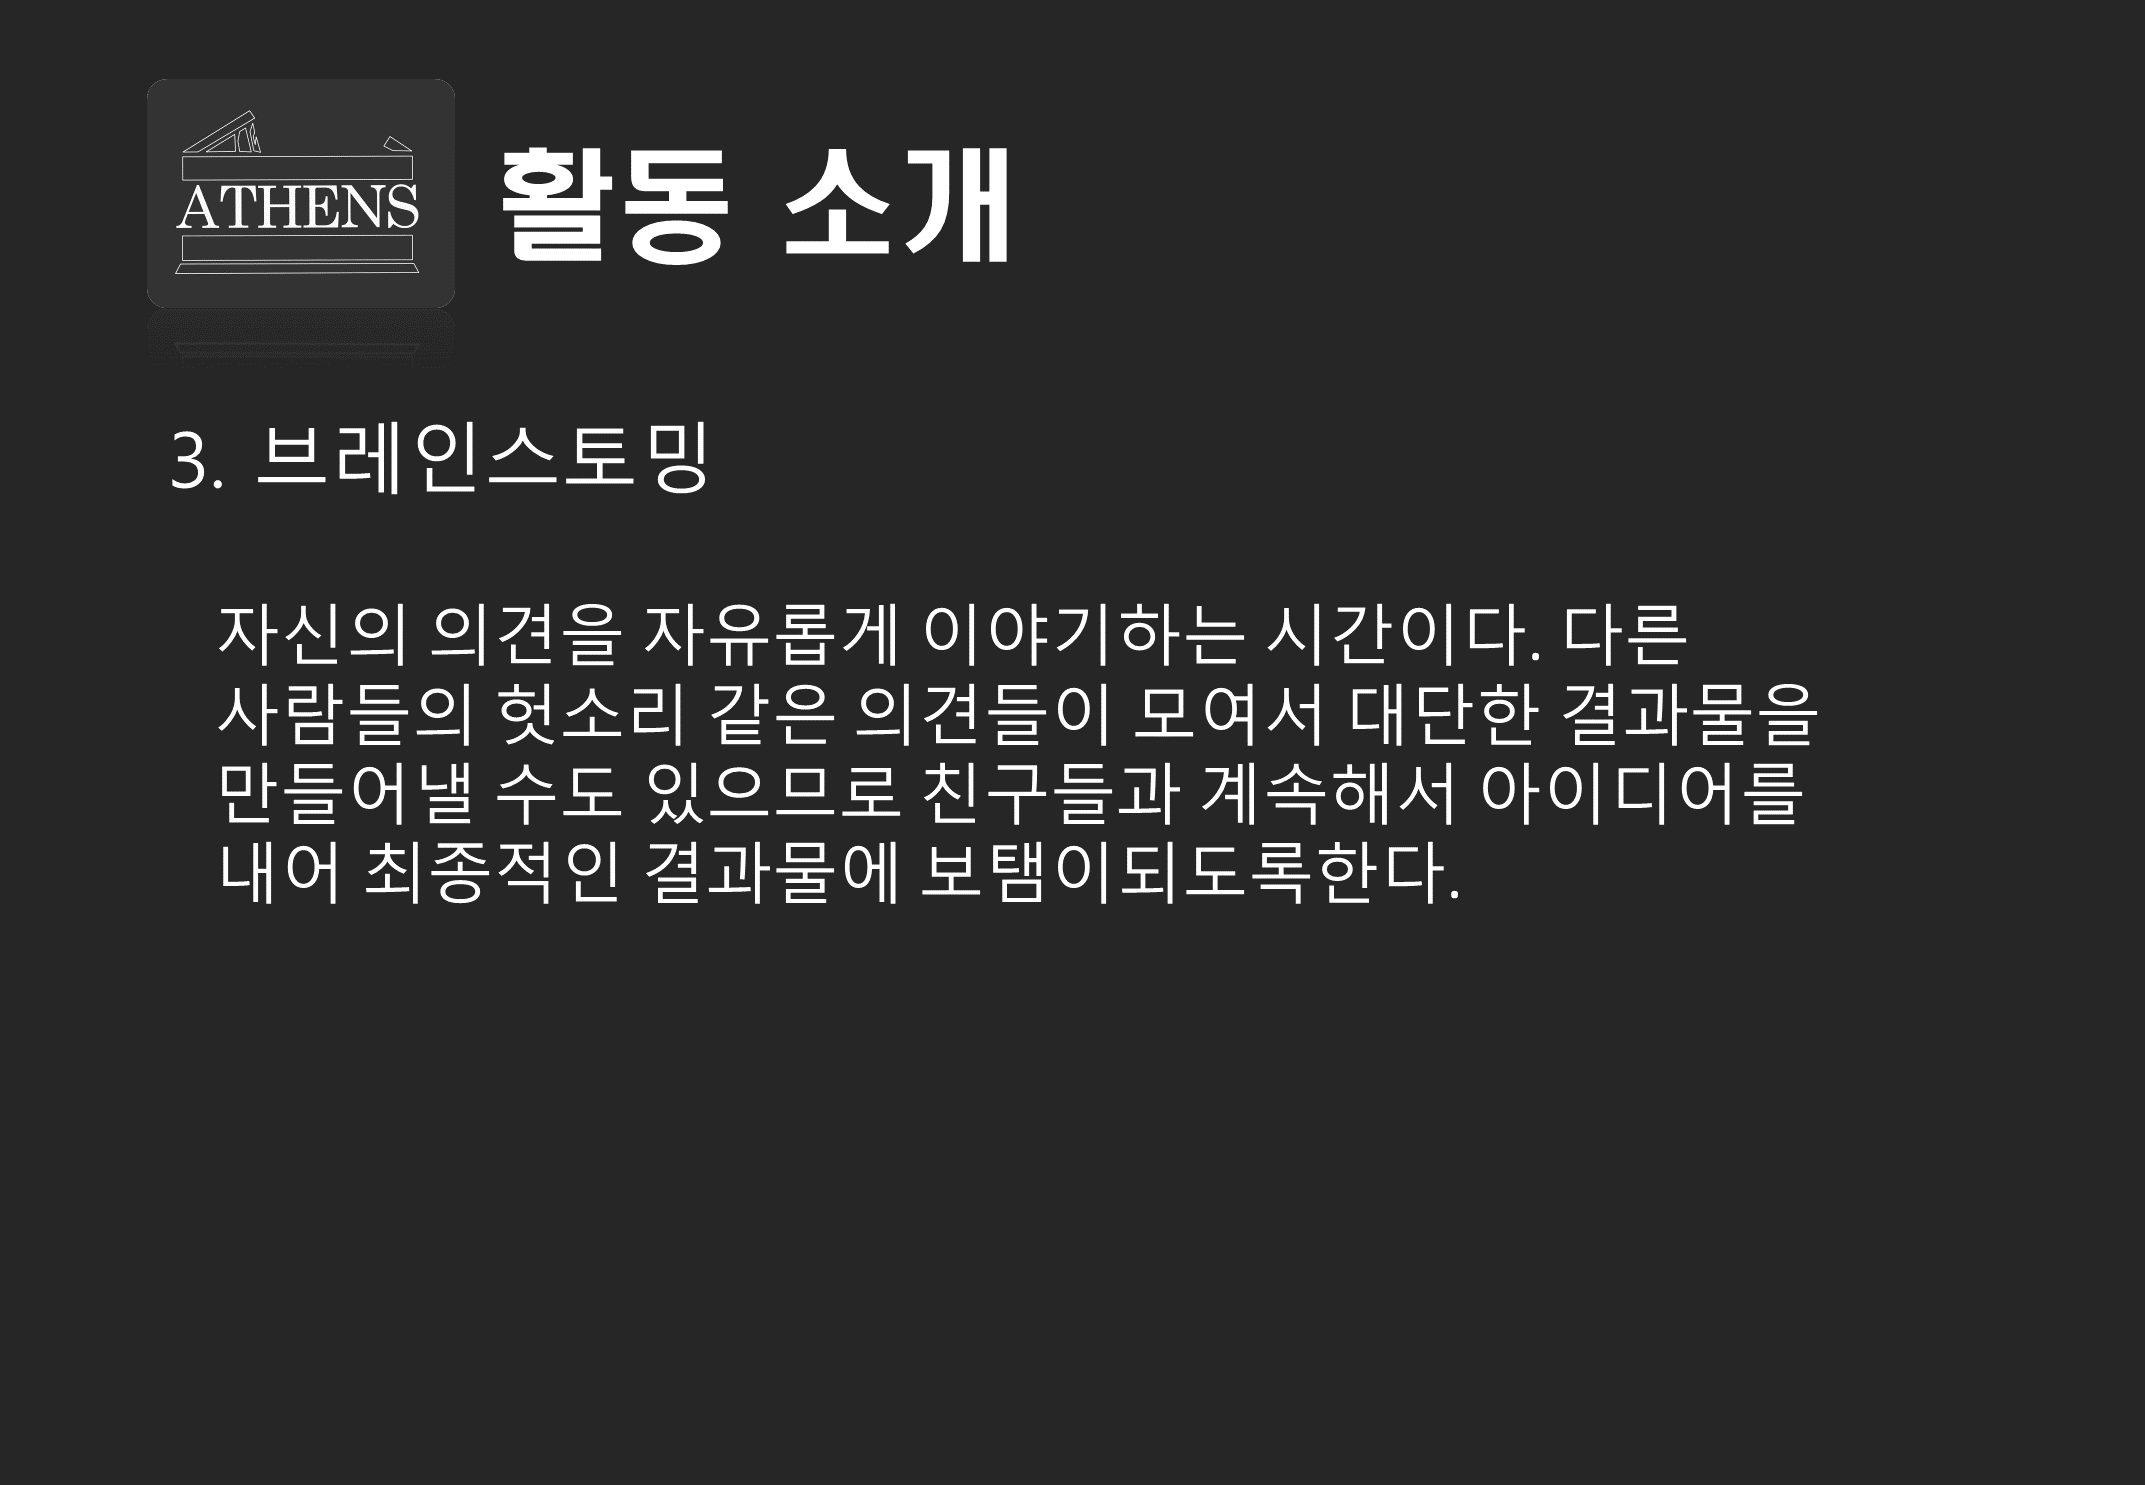 ATHENS
활동 소개
3. 브레인스토밍
자신의 의견을 자유롭게 이야기하는 시간이다. 다른
사람들의 헛소리 같은 의견들이 모여서 대단한 결과물을
만들어낼 수도 있으므로 친구들과 계속해서 아이디어를
내어 최종적인 결과물에 보탬이되도록한다.